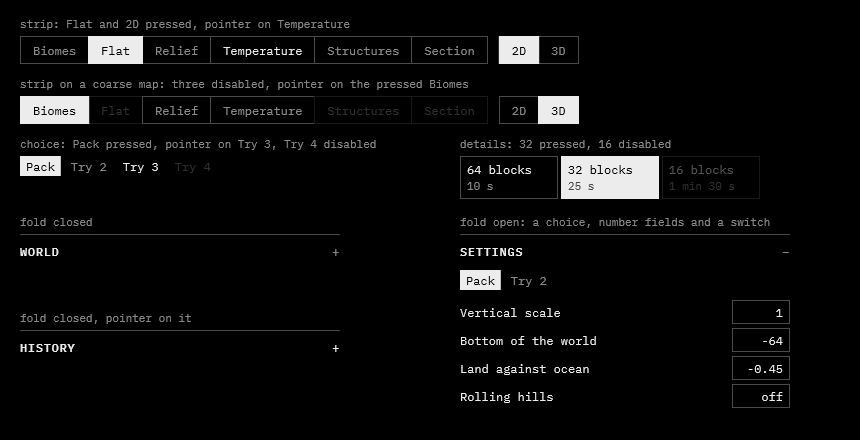 strip: Flat and 2D pressed, pointer on Temperature
Biomes Flat Relief Temperature Structures Section 2D 3D
strip on a coarse map: three disabled, pointer on the pressed Biomes
Biomes Flat Relief Temperature Structures Section 2D 3D
choice: Pack pressed, pointer on Try 3, Try 4 disabled
Pack Try 2 Try 3 Try 4
details: 32 pressed, 16 disabled
64 blocks 32 blocks 16 blocks
10 s 25 s 1 min 30 s
fold closed
WORLD +
fold closed, pointer on it
HISTORY +
fold open: a choice, number fields and a switch
SETTINGS −
Pack Try 2
Vertical scale 1
Bottom of the world -64
Land against ocean -0.45
Rolling hills off